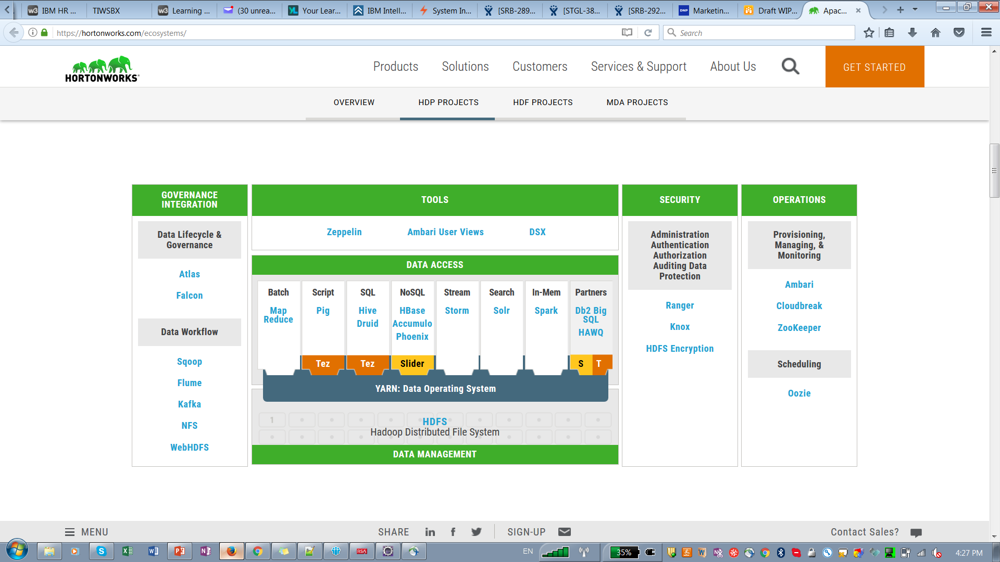 IBM HR ...
TIWSBX
Learning ...
(30 unrea...
Your Lear...
IBM Intell...
System In...
[SRB-289...
[STGL-38...
[SRB-292...
Marketin...
Draft WIP...
Apac...
https://hortonworks.com/ecosystems/
Search
HORTONWORKS
Products
Solutions
Customers
Services & Support
About Us
GET STARTED
OVERVIEW
HDP PROJECTS
HDF PROJECTS
MDA PROJECTS
GOVERNANCE
INTEGRATION
Data Lifecycle &
Governance
Atlas
Falcon
Data Workflow
Sqoop
Flume
Kafka
NFS
WebHDFS
TOOLS
Zeppelin
Ambari User Views
DSX
DATA ACCESS
Batch
Map
Reduce
Script
Pig
Tez
SQL
Hive
Druid
Tez
NoSQL
HBase
Accumulo
Phoenix
Slider
Stream
Storm
Search
Solr
In-Mem
Spark
Partners
Db2 Big
SQL
HAWQ
S
T
YARN: Data Operating System
1
HDFS
Hadoop Distributed File System
DATA MANAGEMENT
SECURITY
Administration
Authentication
Authorization
Auditing Data
Protection
Ranger
Knox
HDFS Encryption
OPERATIONS
Provisioning,
Managing, &
Monitoring
Ambari
Cloudbreak
ZooKeeper
Scheduling
Oozie
MENU
SHARE
SIGN-UP
Contact Sales?
EN
35%
4:27 PM